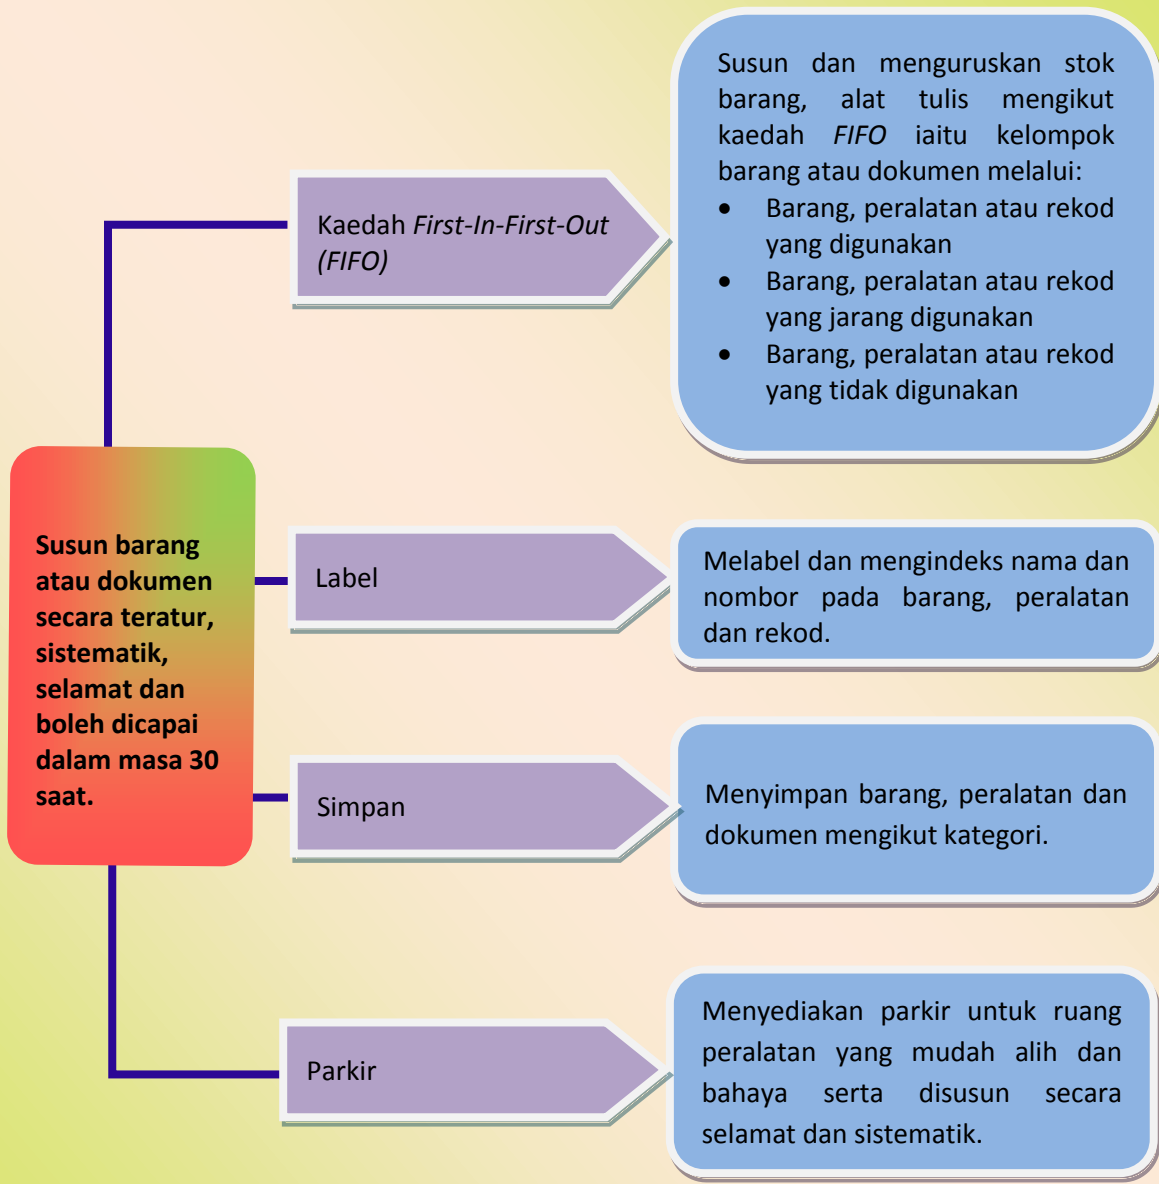 Susun dan menguruskan stok
barang, alat tulis mengikut
kaedah FIFO iaitu kelompok
barang atau dokumen melalui:
• Barang, peralatan atau rekod
yang digunakan
• Barang, peralatan atau rekod
yang jarang digunakan
• Barang, peralatan atau rekod
yang tidak digunakan
Kaedah First-In-First-Out
(FIFO)
Susun barang
atau dokumen
secara teratur,
sistematik,
selamat dan
boleh dicapai
dalam masa 30
saat.
Label
Melabel dan mengindeks nama dan
nombor pada barang, peralatan
dan rekod.
Simpan
Menyimpan barang, peralatan dan
dokumen mengikut kategori.
Parkir
Menyediakan parkir untuk ruang
peralatan yang mudah alih dan
bahaya serta disusun secara
selamat dan sistematik.